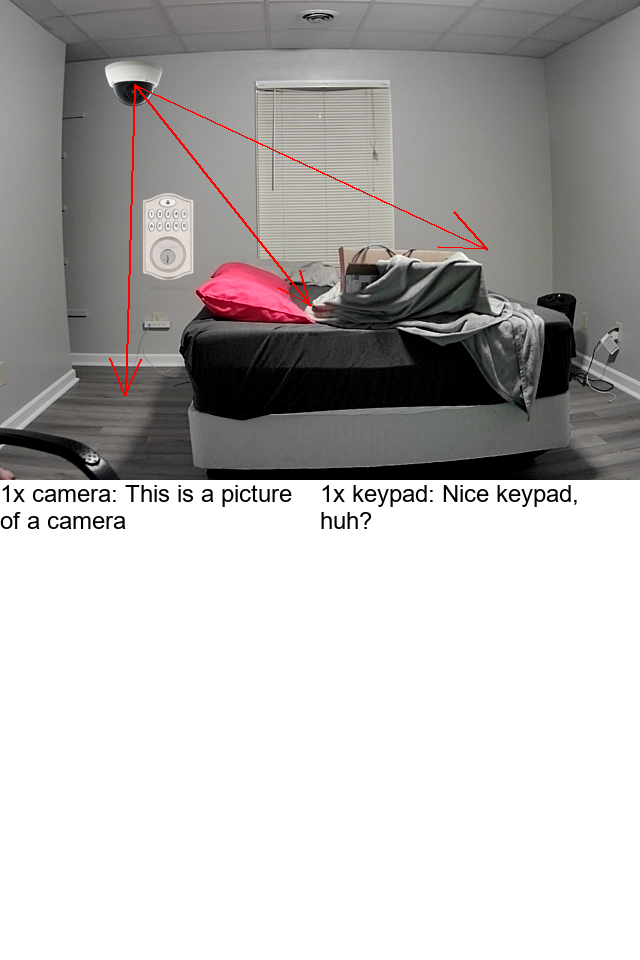 1x camera: This is a picture
of a camera
1x keypad: Nice keypad,
huh?